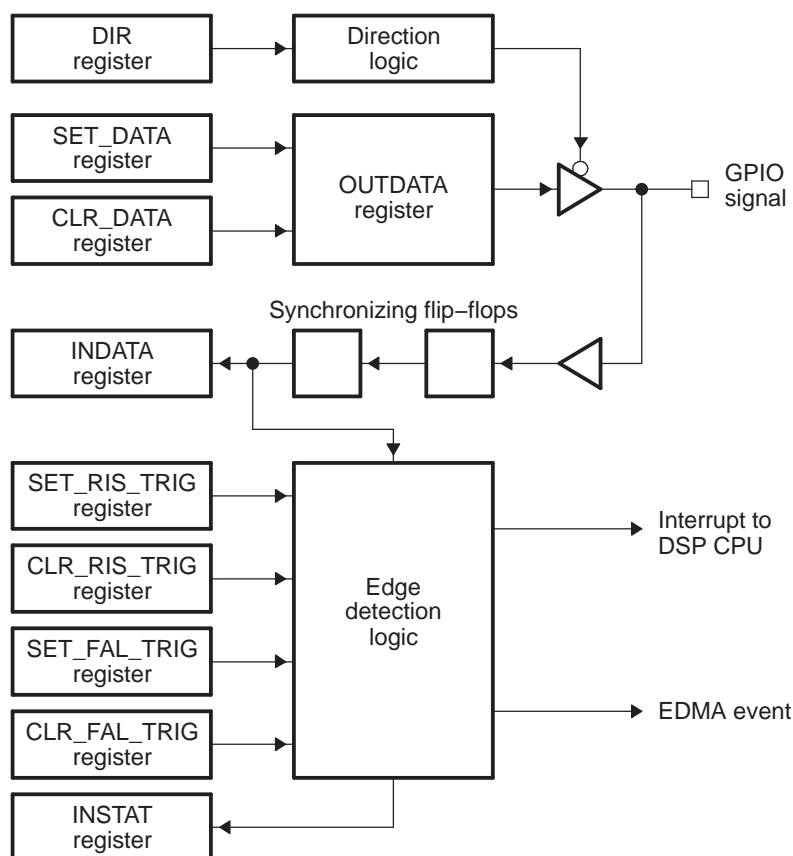 DIR
register
Direction
logic
SET_DATA
register
OUTDATA
register
GPIO
signal
CLR_DATA
register
Synchronizing flip−flops
INDATA
register
SET_RIS_TRIG
register
CLR_RIS_TRIG
register
SET_FAL_TRIG
register
CLR_FAL_TRIG
register
Edge
detection
logic
Interrupt to
DSP CPU
EDMA event
INSTAT
register